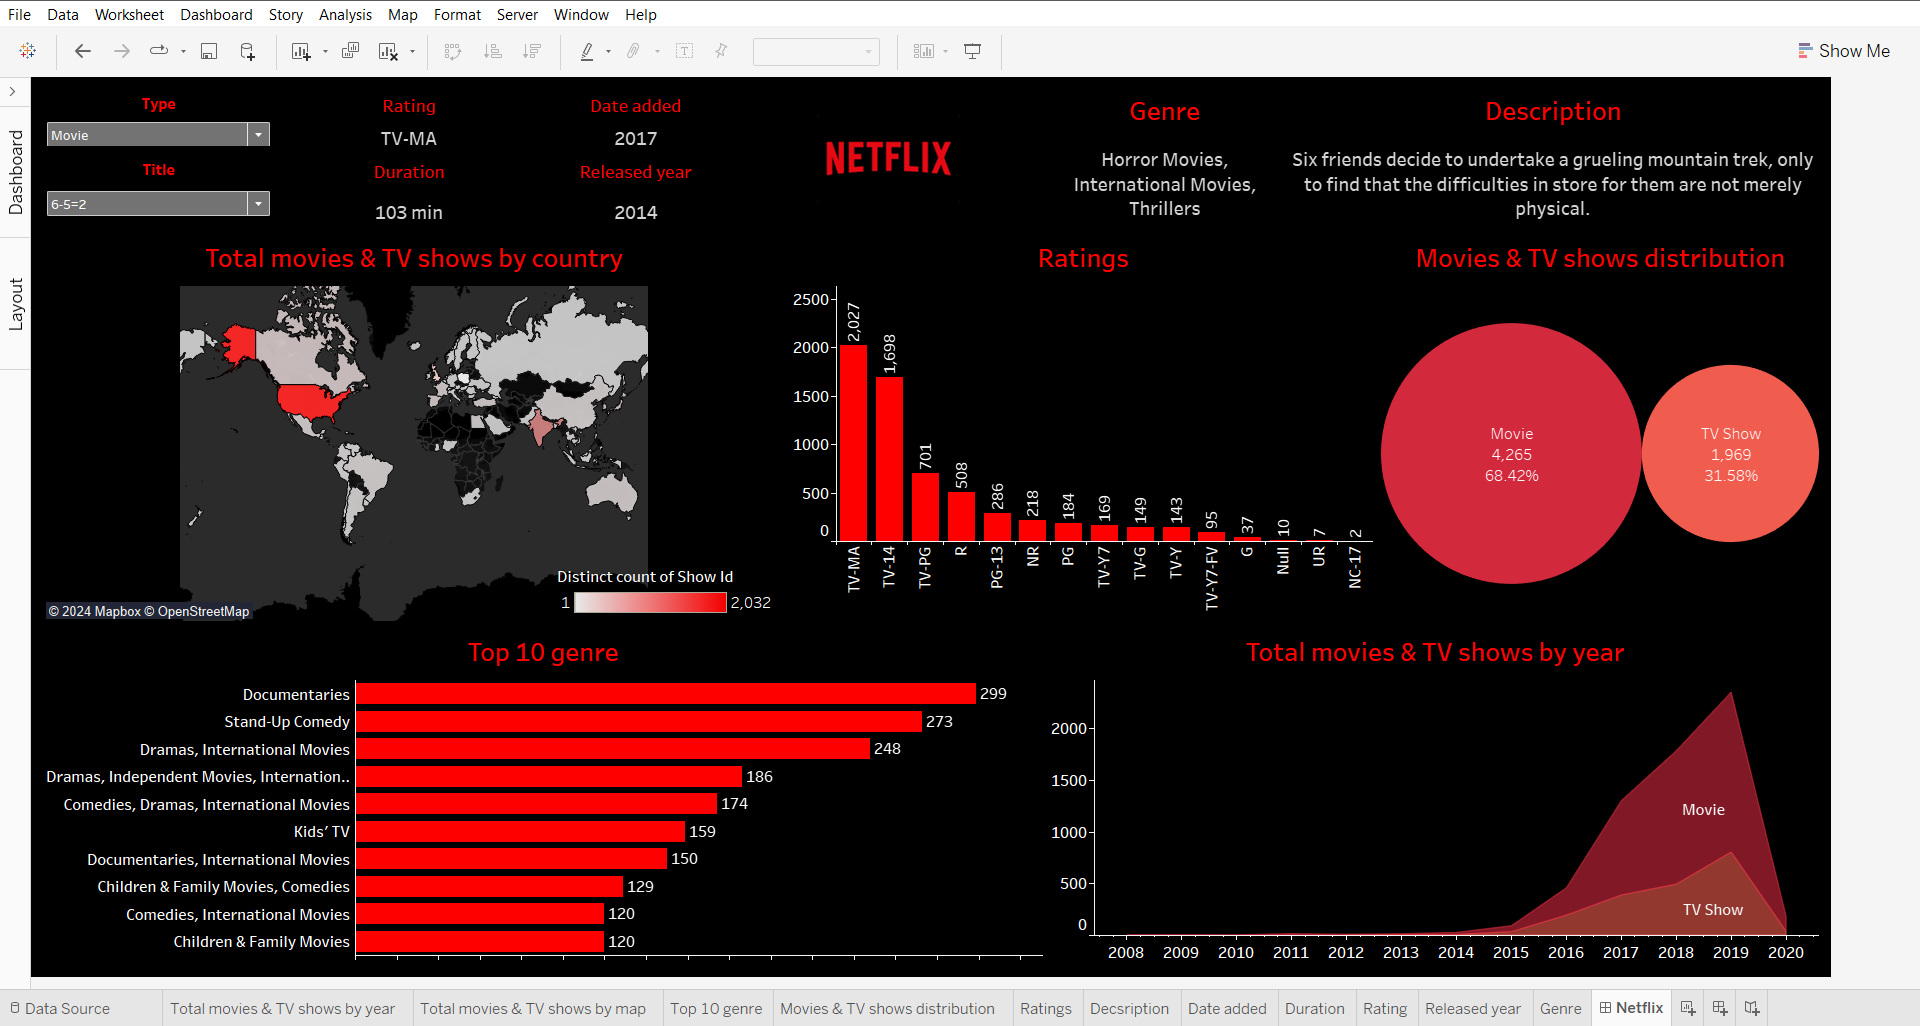 File Data Worksheet Dashboard Story Analysis Map Format Server Window Help
Show Me
Dashboard
Layout
Type
Movie
Title
6-5=2
Rating
TV-MA
Duration
103 min
Date added
2017
Released year
2014
NETFLIX
Genre
Horror Movies,
International Movies,
Thrillers
Description
Six friends decide to undertake a grueling mountain trek, only
to find that the difficulties in store for them are not merely
physical.
Total movies & TV shows by country
© 2024 Mapbox © OpenStreetMap
Distinct count of Show Id
1 2,032
Ratings
2500
2000
1500
1000
500
0
2,027 1,698 701 508 286 218 184 169 149 143 95 37 10 7 2
TV-MA TV-14 TV-PG R PG-13 NR PG TV-Y7 TV-G TV-Y TV-Y7-FV G Null UR NC-17
Movies & TV shows distribution
Movie
4,265
68.42%
TV Show
1,969
31.58%
Top 10 genre
Documentaries 299
Stand-Up Comedy 273
Dramas, International Movies 248
Dramas, Independent Movies, Internation.. 186
Comedies, Dramas, International Movies 174
Kids’ TV 159
Documentaries, International Movies 150
Children & Family Movies, Comedies 129
Comedies, International Movies 120
Children & Family Movies 120
Total movies & TV shows by year
2000
1500
1000
500
0
Movie
TV Show
2008 2009 2010 2011 2012 2013 2014 2015 2016 2017 2018 2019 2020
Data Source Total movies & TV shows by year Total movies & TV shows by map Top 10 genre Movies & TV shows distribution Ratings Decsription Date added Duration Rating Released year Genre Netflix